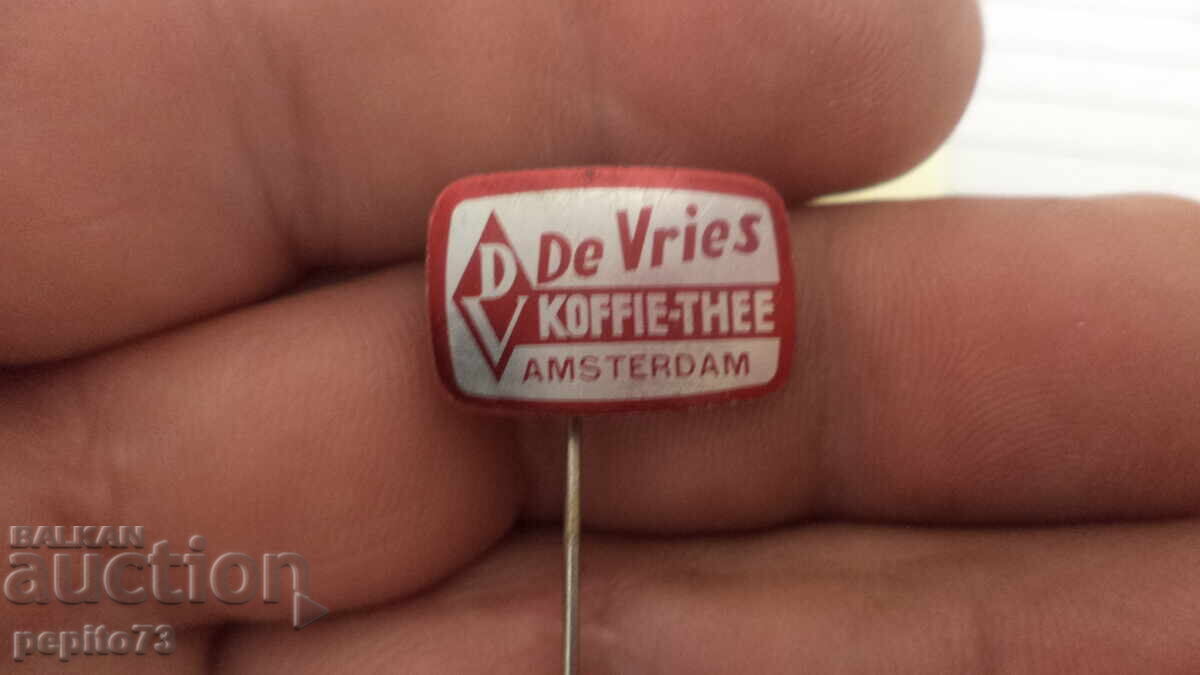 DV
De Vries
KOFFIE-THEE
AMSTERDAM
BALKAN
auction
pepito73